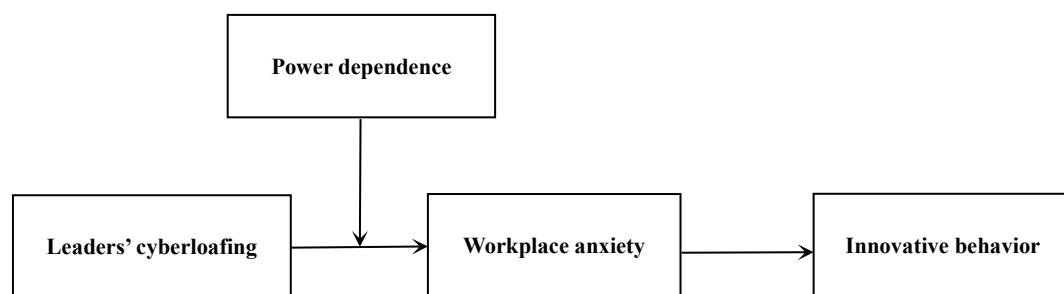 Power dependence
Leaders’ cyberloafing
Workplace anxiety
Innovative behavior